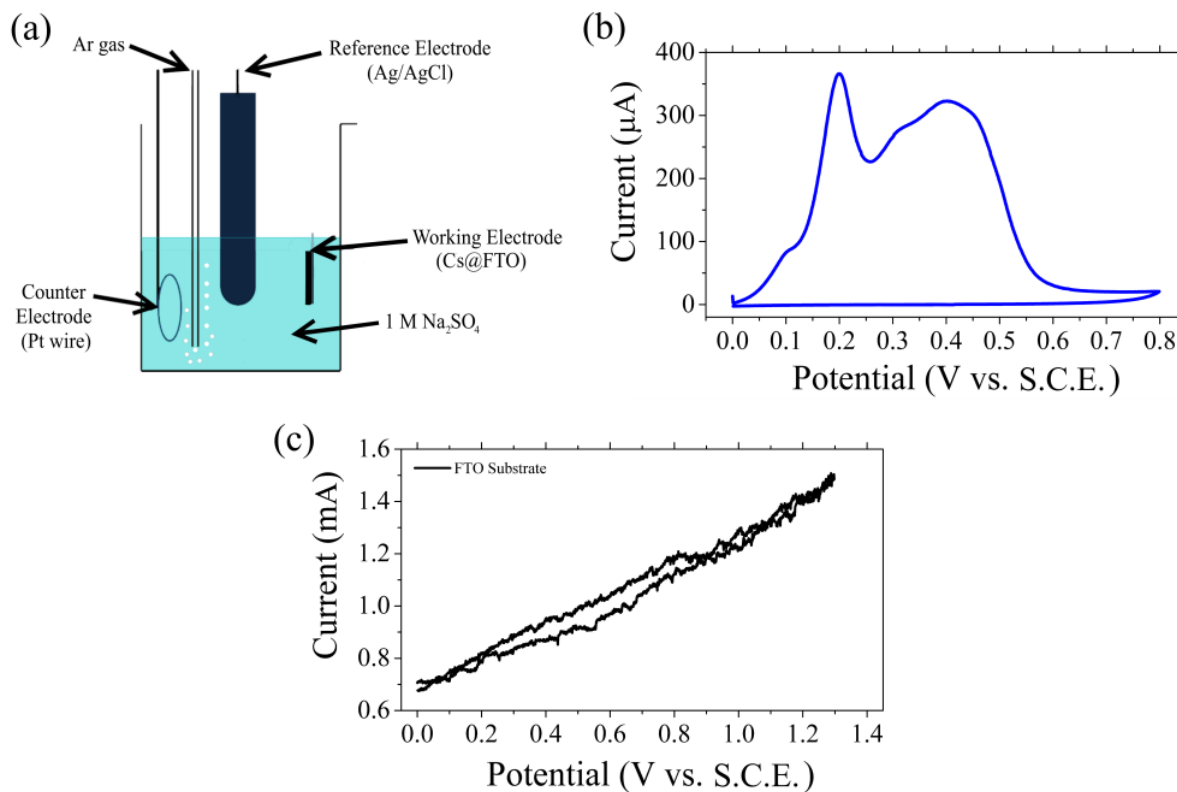 (a)
Ar gas
Reference Electrode
(Ag/AgCl)
Working Electrode
(Cs@FTO)
Counter
Electrode
(Pt wire)
1 M Na₂SO₄
(b)
400
300
200
100
0
Current (μA)
0.0 0.1 0.2 0.3 0.4 0.5 0.6 0.7 0.8
Potential (V vs. S.C.E.)
(c)
FTO Substrate
1.6
1.4
1.2
1.0
0.8
0.6
Current (mA)
0.0 0.2 0.4 0.6 0.8 1.0 1.2 1.4
Potential (V vs. S.C.E.)